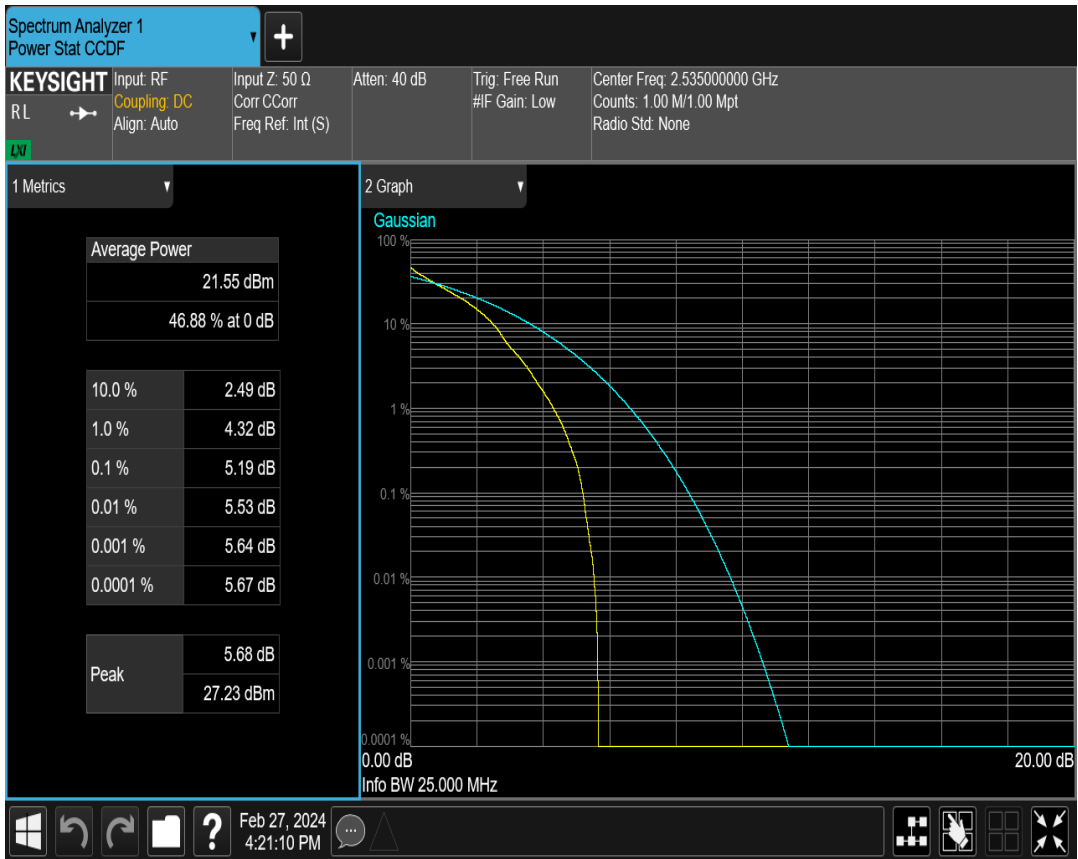 Spectrum Analyzer 1
Power Stat CCDF
+
KEYSIGHT
RL
LXI
Input: RF
Coupling: DC
Align: Auto
Input Z: 50 Ω
Corr CCorr
Freq Ref: Int (S)
Atten: 40 dB
Trig: Free Run
#IF Gain: Low
Center Freq: 2.535000000 GHz
Counts: 1.00 M/1.00 Mpt
Radio Std: None
1 Metrics
Average Power
21.55 dBm
46.88 % at 0 dB
10.0 % 2.49 dB
1.0 % 4.32 dB
0.1 % 5.19 dB
0.01 % 5.53 dB
0.001 % 5.64 dB
0.0001 % 5.67 dB
Peak
5.68 dB
27.23 dBm
2 Graph
Gaussian
100 %
10 %
1 %
0.1 %
0.01 %
0.001 %
0.0001 %
0.00 dB 20.00 dB
Info BW 25.000 MHz
?
Feb 27, 2024
4:21:10 PM